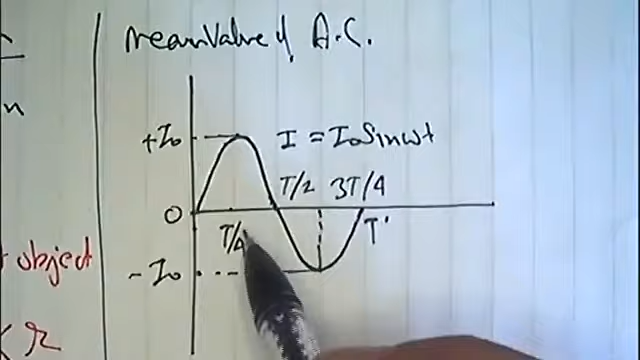 n
mean Value of A.C.
+I₀
I = I₀ Sin ωt
T/2 3T/4
0
T/4
T
object
-I₀
< r